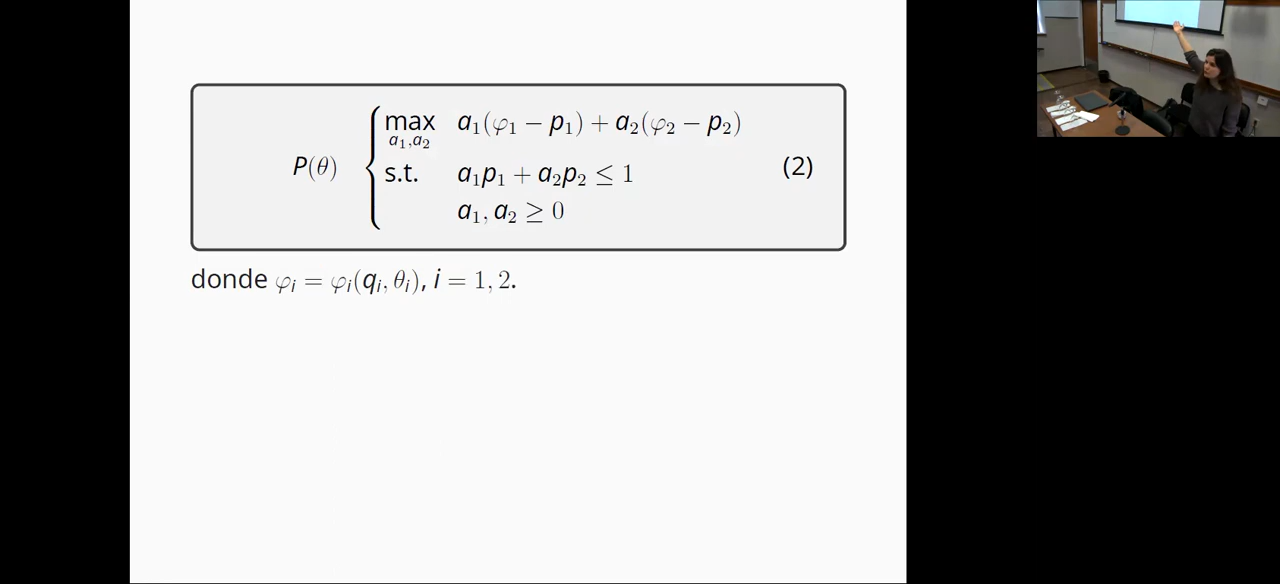 P(θ) { max a₁(φ₁ − p₁) + a₂(φ₂ − p₂)
a₁,a₂
s.t. a₁p₁ + a₂p₂ ≤ 1 (2)
a₁, a₂ ≥ 0
donde φᵢ = φᵢ(qᵢ, θᵢ), i = 1, 2.